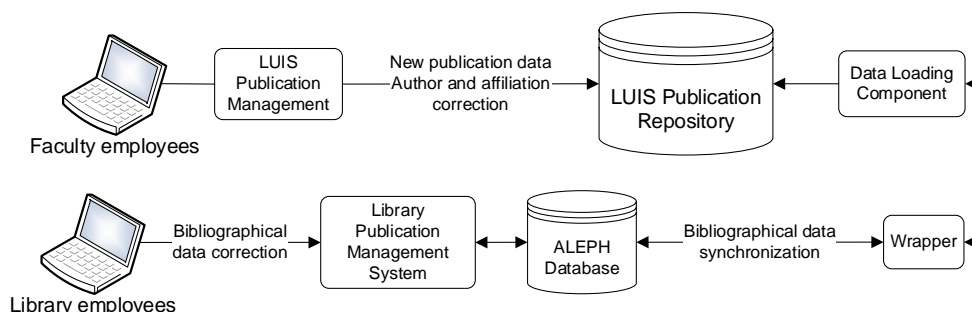 LUIS
Publication
Management
New publication data
Author and affiliation
correction
LUIS Publication
Repository
Data Loading
Component
Faculty employees
Bibliographical
data correction
Library
Publication
Management
System
ALEPH
Database
Bibliographical data
synchronization
Wrapper
Library employees